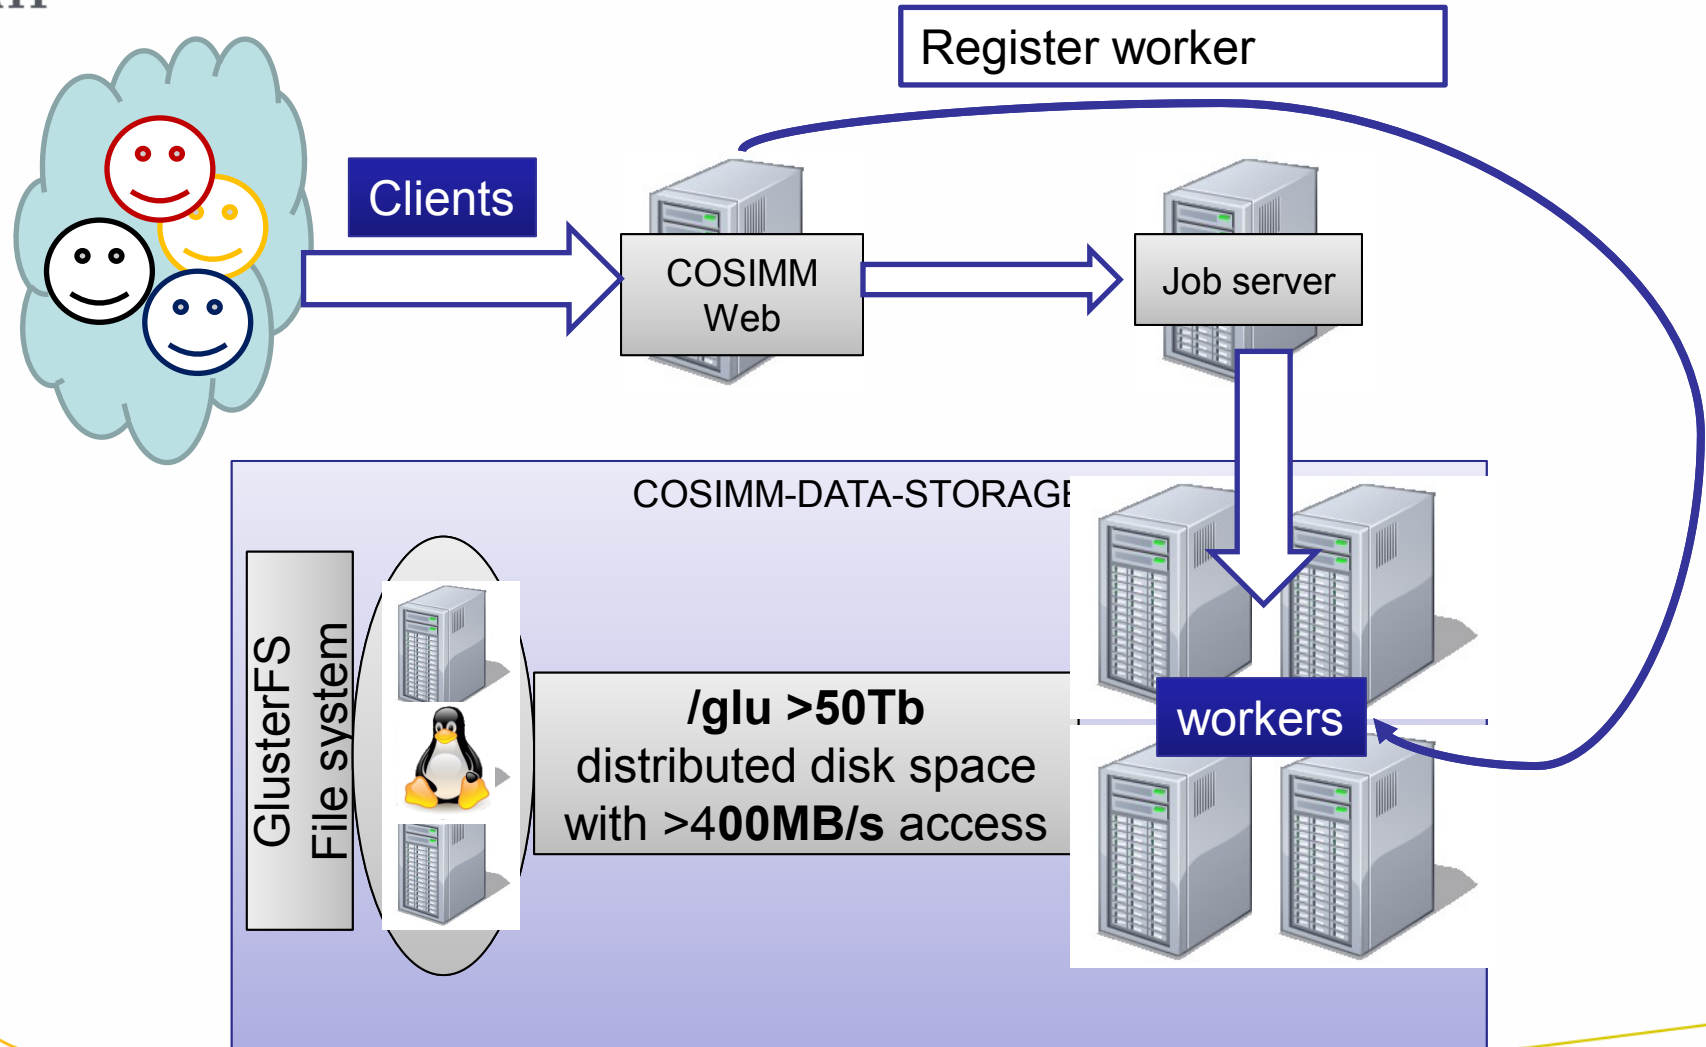 Register worker
Clients
COSIMM
Web
Job server
COSIMM-DATA-STORAGE
GlusterFS
File system
/glu >50Tb
distributed disk space
with >400MB/s access
workers